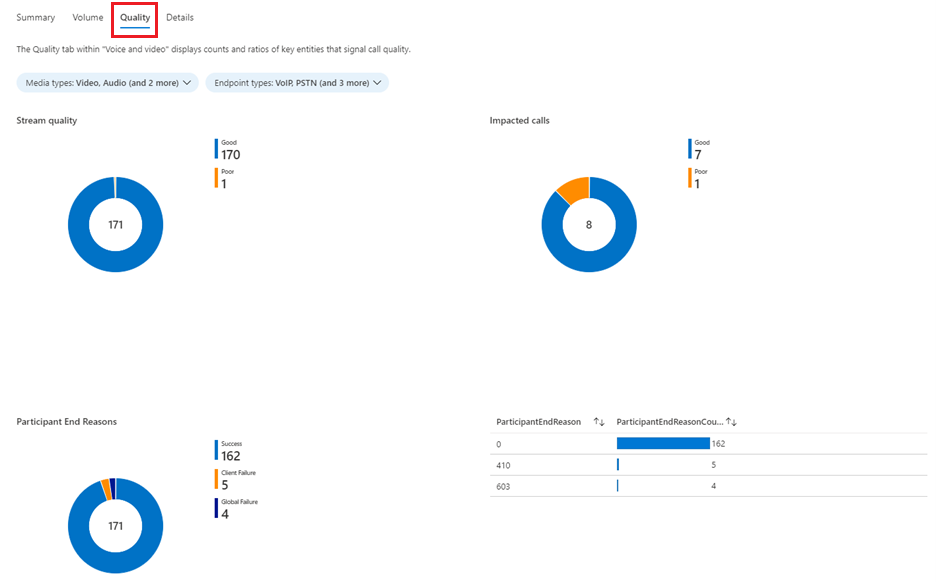 Summary Volume Quality Details
The Quality tab within "Voice and video" displays counts and ratios of key entities that signal call quality.
Media types: Video, Audio (and 2 more) Endpoint types: VoIP, PSTN (and 3 more)
Stream quality
Good
170
Poor
1
171
Impacted calls
Good
7
Poor
1
8
Participant End Reasons
Success
162
Client Failure
5
Global Failure
4
171
ParticipantEndReason ParticipantEndReasonCou...
0 162
410 5
603 4